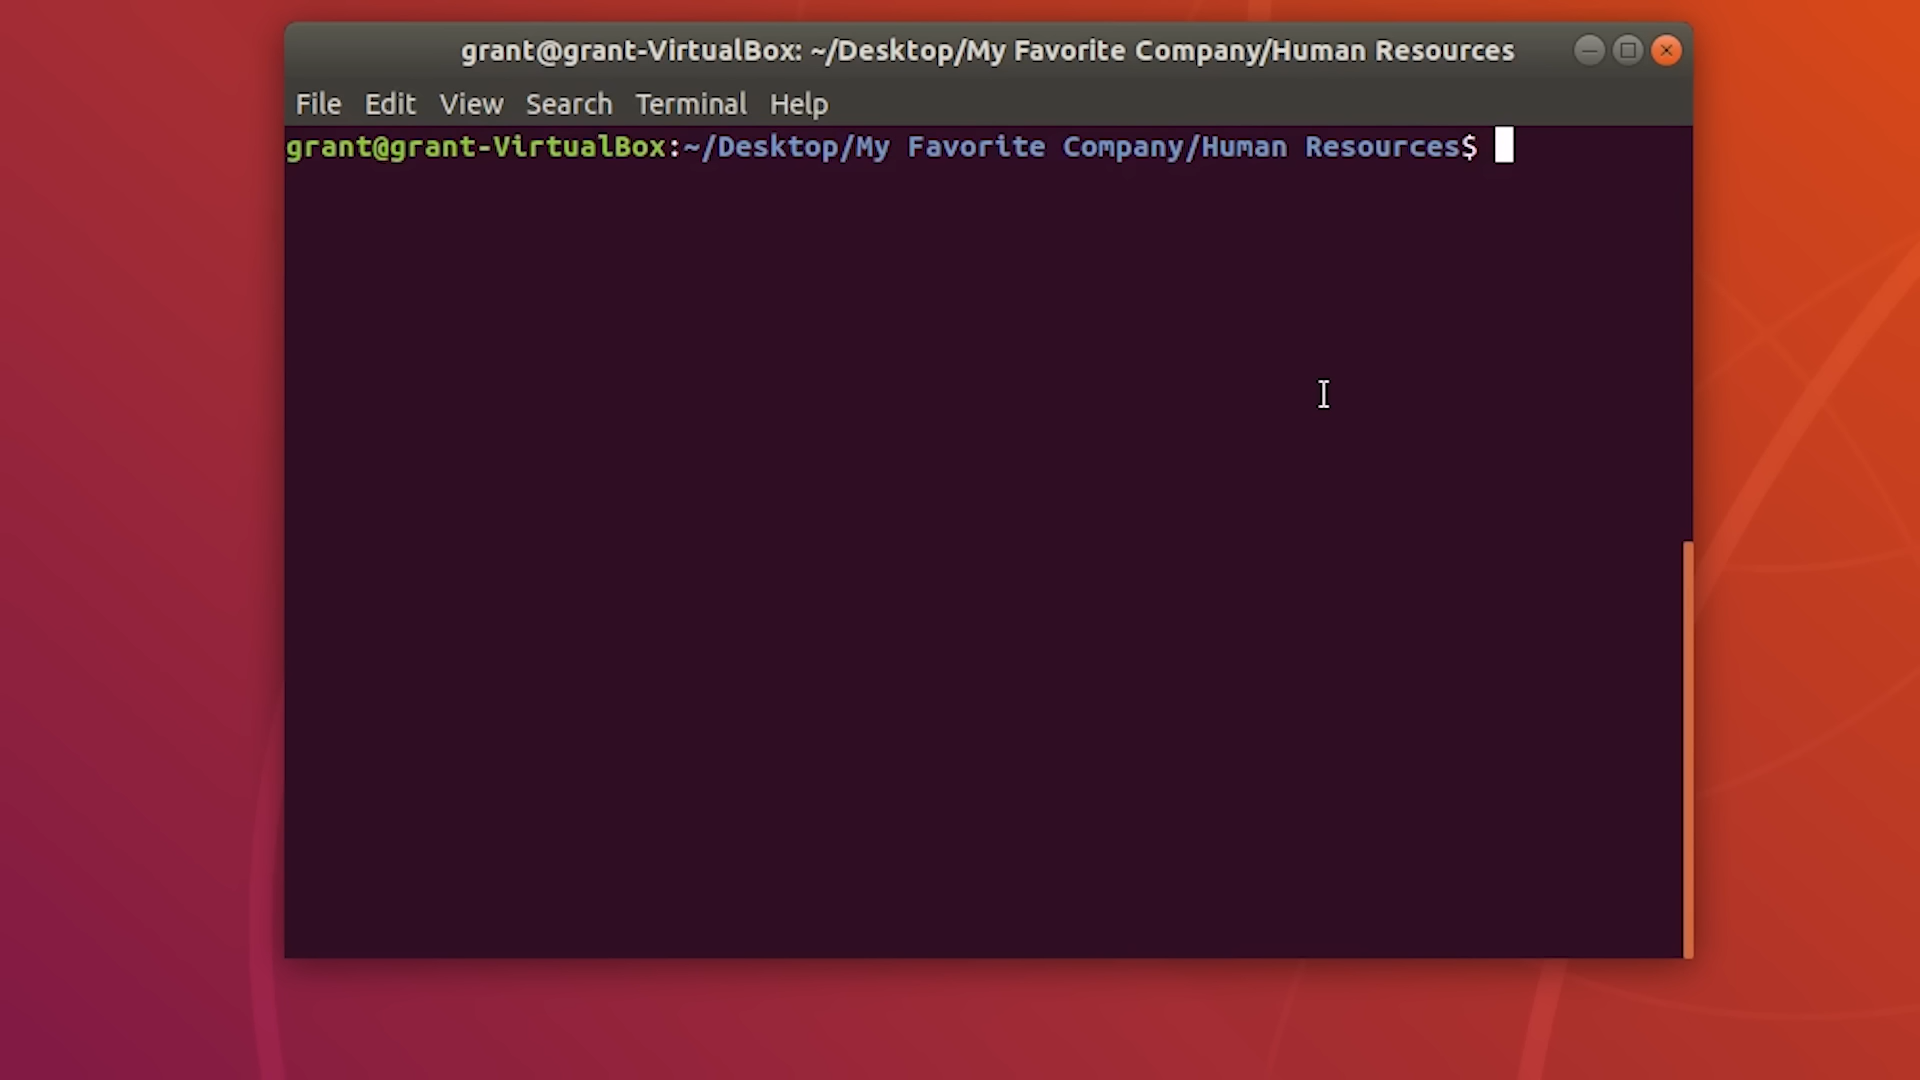 grant@grant-VirtualBox: ~/Desktop/My Favorite Company/Human Resources
File Edit View Search Terminal Help
grant@grant-VirtualBox:~/Desktop/My Favorite Company/Human Resources$